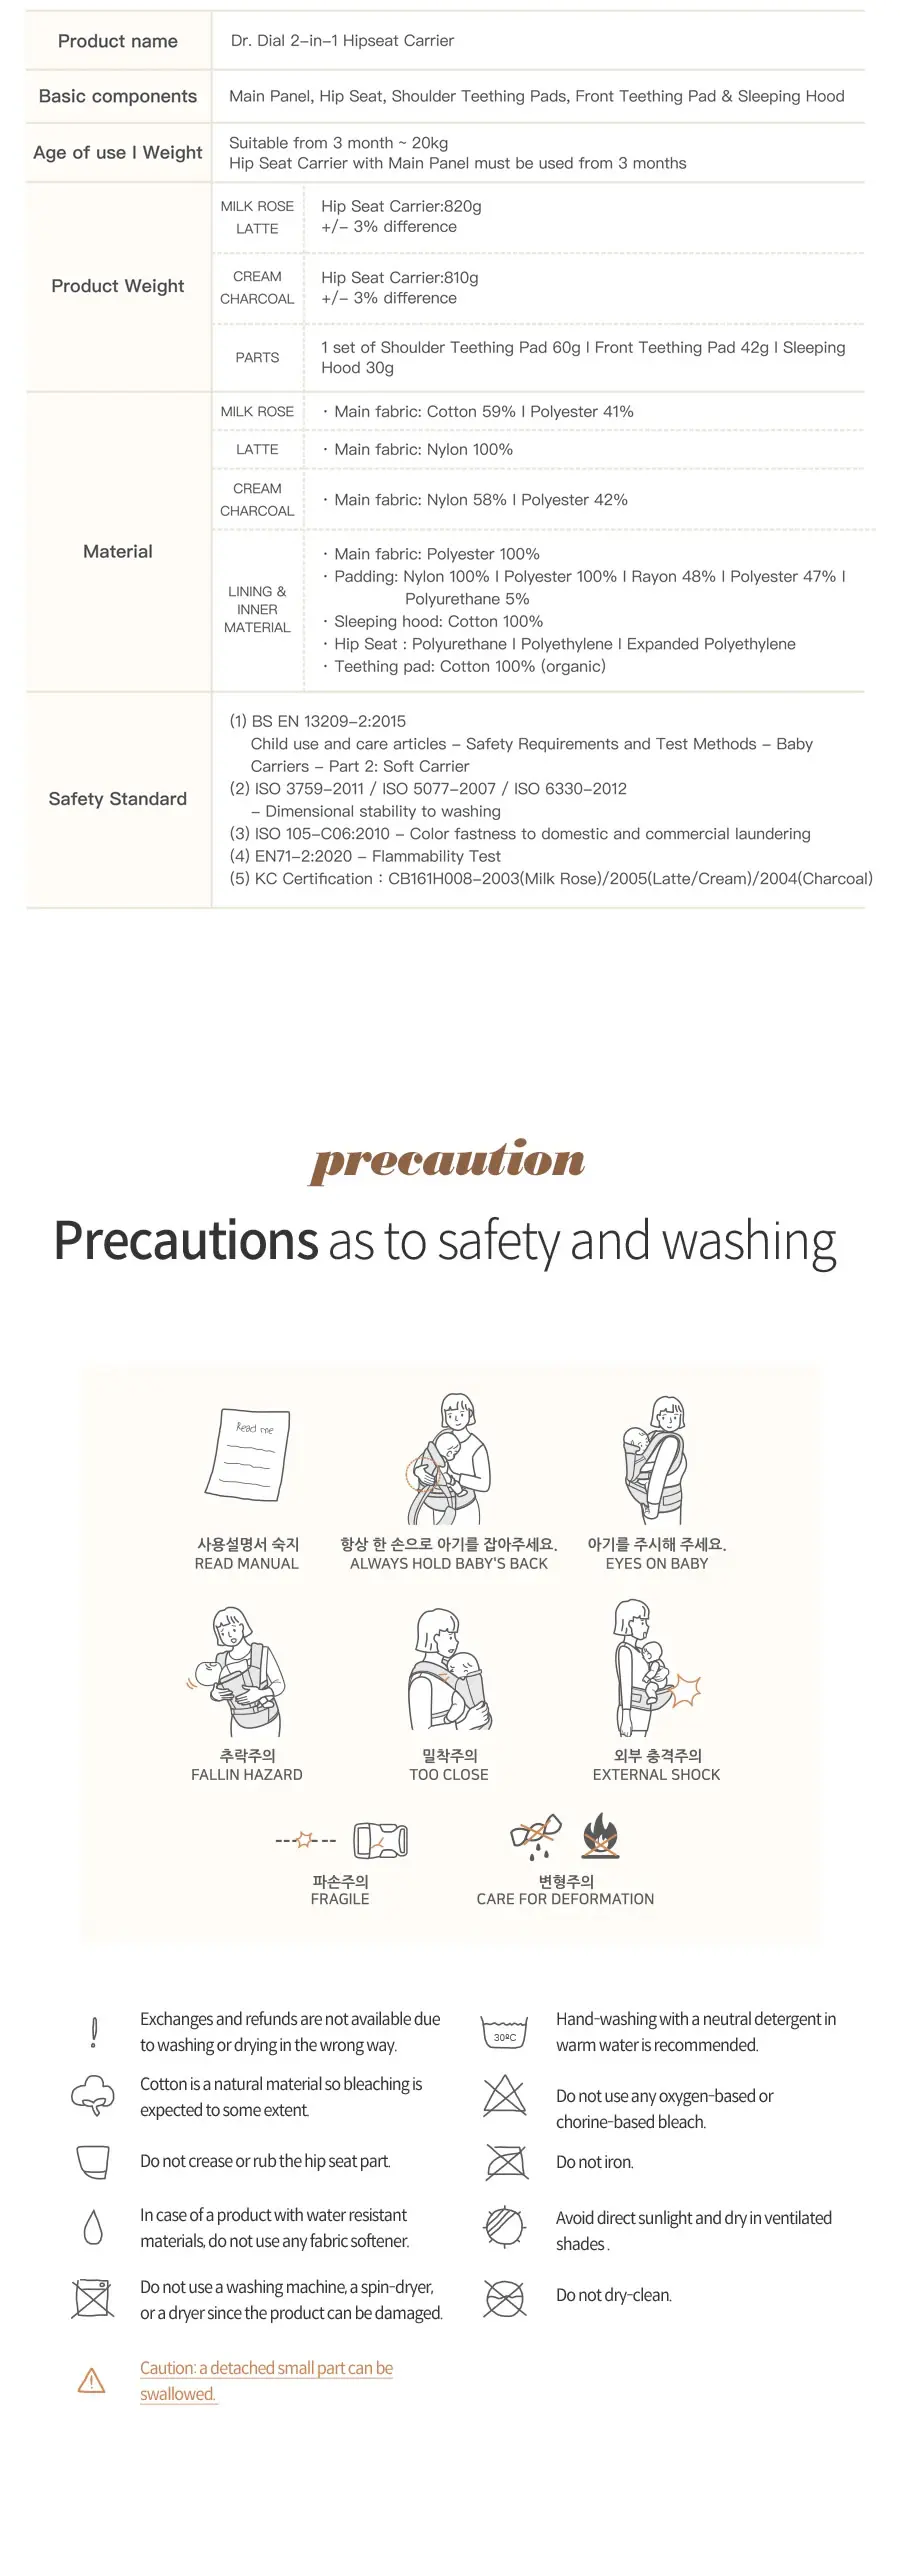 Product name
Dr. Dial 2-in-1 Hipseat Carrier
Basic components
Main Panel, Hip Seat, Shoulder Teething Pads, Front Teething Pad & Sleeping Hood
Age of use I Weight
Suitable from 3 month ~ 20kg
Hip Seat Carrier with Main Panel must be used from 3 months
Product Weight
MILK ROSE
LATTE
Hip Seat Carrier:820g
+/- 3% difference
CREAM
CHARCOAL
Hip Seat Carrier:810g
+/- 3% difference
PARTS
1 set of Shoulder Teething Pad 60g I Front Teething Pad 42g I Sleeping
Hood 30g
Material
MILK ROSE
· Main fabric: Cotton 59% I Polyester 41%
LATTE
· Main fabric: Nylon 100%
CREAM
CHARCOAL
· Main fabric: Nylon 58% I Polyester 42%
LINING &
INNER
MATERIAL
· Main fabric: Polyester 100%
· Padding: Nylon 100% I Polyester 100% I Rayon 48% I Polyester 47% I
Polyurethane 5%
· Sleeping hood: Cotton 100%
· Hip Seat : Polyurethane I Polyethylene I Expanded Polyethylene
· Teething pad: Cotton 100% (organic)
Safety Standard
(1) BS EN 13209-2:2015
Child use and care articles - Safety Requirements and Test Methods - Baby
Carriers - Part 2: Soft Carrier
(2) ISO 3759-2011 / ISO 5077-2007 / ISO 6330-2012
- Dimensional stability to washing
(3) ISO 105-C06:2010 - Color fastness to domestic and commercial laundering
(4) EN71-2:2020 - Flammability Test
(5) KC Certification : CB161H008-2003(Milk Rose)/2005(Latte/Cream)/2004(Charcoal)
precaution
Precautions as to safety and washing
Read me
사용설명서 숙지
READ MANUAL
항상 한 손으로 아기를 잡아주세요.
ALWAYS HOLD BABY'S BACK
아기를 주시해 주세요.
EYES ON BABY
추락주의
FALLIN HAZARD
밀착주의
TOO CLOSE
외부 충격주의
EXTERNAL SHOCK
파손주의
FRAGILE
변형주의
CARE FOR DEFORMATION
Exchanges and refunds are not available due
to washing or drying in the wrong way.
30ºC
Hand-washing with a neutral detergent in
warm water is recommended.
Cotton is a natural material so bleaching is
expected to some extent.
Do not use any oxygen-based or
chorine-based bleach.
Do not crease or rub the hip seat part.
Do not iron.
In case of a product with water resistant
materials, do not use any fabric softener.
Avoid direct sunlight and dry in ventilated
shades .
Do not use a washing machine, a spin-dryer,
or a dryer since the product can be damaged.
Do not dry-clean.
Caution: a detached small part can be
swallowed.